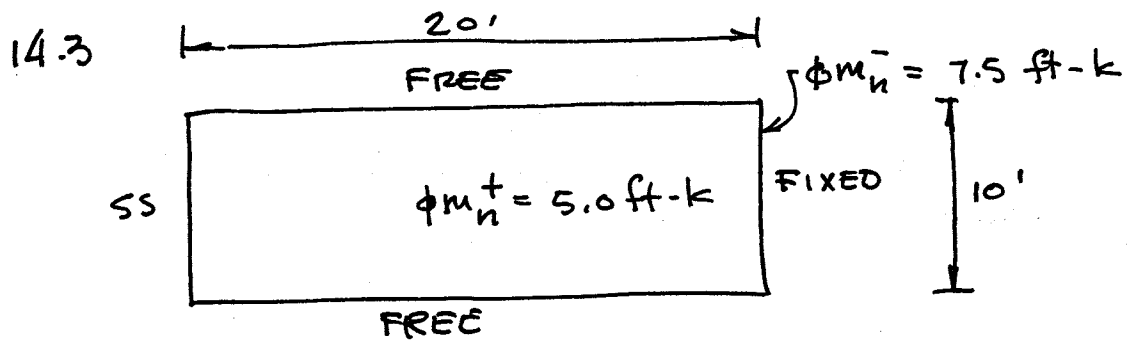 14.3
20'
FREE
φm_n^- = 7.5 ft-k
SS
φm_n^+ = 5.0 ft-k
FIXED
10'
FREE